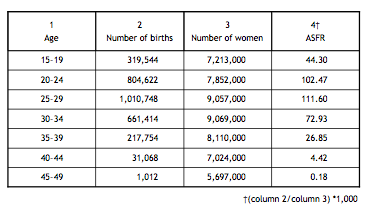 1 2 3 4†
Age Number of births Number of women ASFR
15-19 319,544 7,213,000 44.30
20-24 804,622 7,852,000 102.47
25-29 1,010,748 9,057,000 111.60
30-34 661,414 9,069,000 72.93
35-39 217,754 8,110,000 26.85
40-44 31,068 7,024,000 4.42
45-49 1,012 5,697,000 0.18
†(column 2/column 3) *1,000